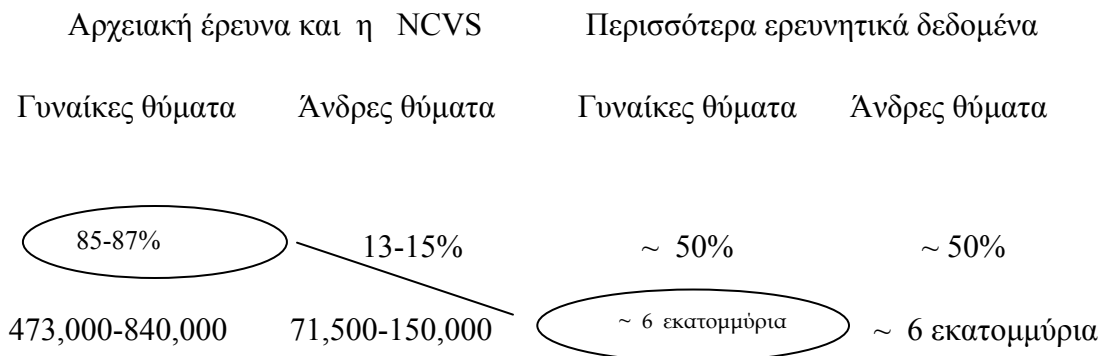 Αρχειακή έρευνα και η NCVS Περισσότερα ερευνητικά δεδομένα
Γυναίκες θύματα Άνδρες θύματα Γυναίκες θύματα Άνδρες θύματα
85-87% 13-15% ~ 50% ~ 50%
473,000-840,000 71,500-150,000 ~ 6 εκατομμύρια ~ 6 εκατομμύρια